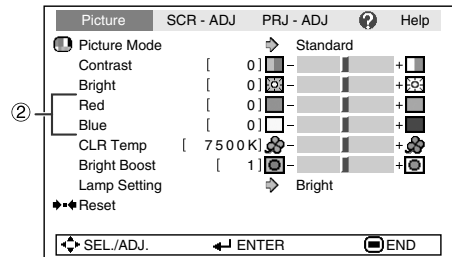 Picture SCR - ADJ PRJ - ADJ ? Help
Picture Mode Standard
Contrast [ 0 ] - +
Bright [ 0 ] - +
② Red [ 0 ] - +
Blue [ 0 ] - +
CLR Temp [ 7500K ] - +
Bright Boost [ 1 ] - +
Lamp Setting Bright
Reset
SEL./ADJ. ENTER END